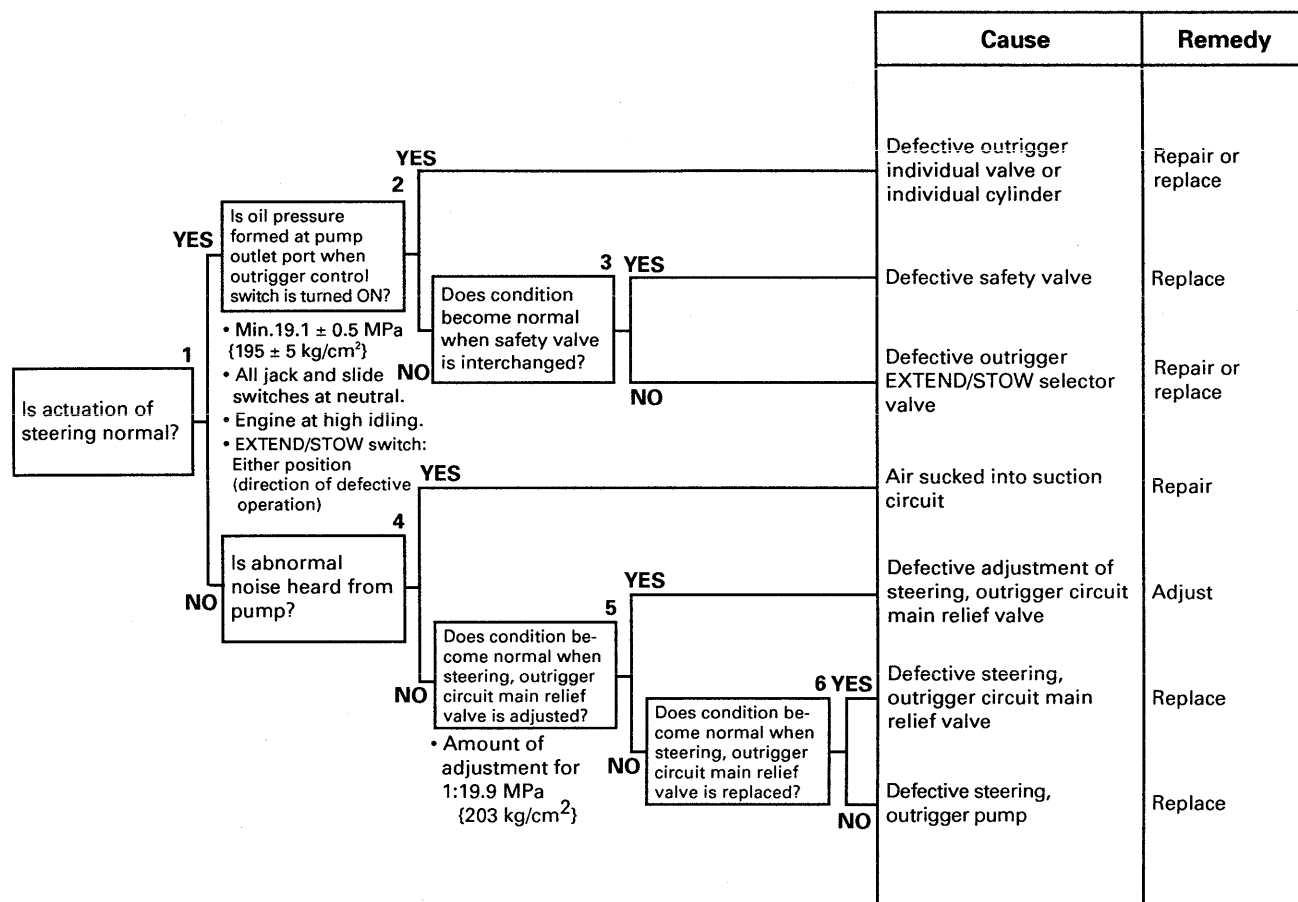 Cause
Remedy
YES
2
Is oil pressure
formed at pump
outlet port when
outrigger control
switch is turned ON?
YES
• Min.19.1 ± 0.5 MPa
{195 ± 5 kg/cm²}
• All jack and slide
switches at neutral.
• Engine at high idling.
• EXTEND/STOW switch:
Either position
(direction of defective
operation)
Defective outrigger
individual valve or
individual cylinder
Repair or
replace
3
YES
Does condition
become normal
when safety valve
is interchanged?
NO
Defective safety valve
Replace
NO
Defective outrigger
EXTEND/STOW selector
valve
Repair or
replace
1
Is actuation of
steering normal?
YES
4
Is abnormal
noise heard from
pump?
NO
Air sucked into suction
circuit
Repair
YES
5
Does condition be-
come normal when
steering, outrigger
circuit main relief
valve is adjusted?
NO
• Amount of
adjustment for
1:19.9 MPa
{203 kg/cm²}
Defective adjustment of
steering, outrigger circuit
main relief valve
Adjust
6 YES
Does condition be-
come normal when
steering, outrigger
circuit main relief
valve is replaced?
NO
Defective steering,
outrigger circuit main
relief valve
Replace
NO
Defective steering,
outrigger pump
Replace